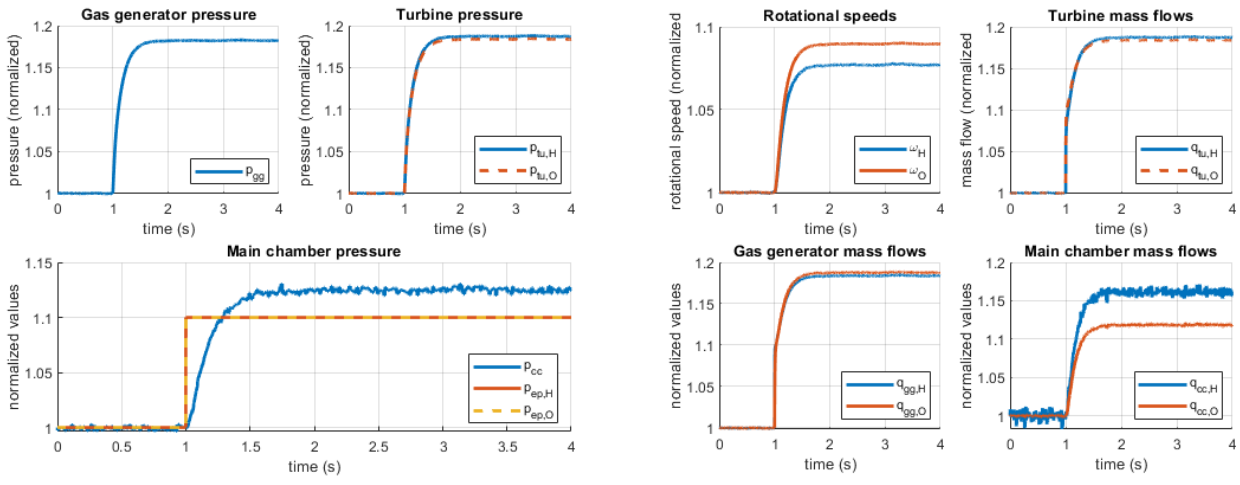 Gas generator pressure
pressure (normalized)
1.2
1.15
1.1
1.05
1
0 1 2 3 4
time (s)
p_gg
Turbine pressure
pressure (normalized)
1.2
1.15
1.1
1.05
1
0 1 2 3 4
time (s)
p_tu,H
p_tu,O
Rotational speeds
rotational speed (normalized)
1.1
1.05
1
0 1 2 3 4
time (s)
ω_H
ω_O
Turbine mass flows
mass flow (normalized)
1.2
1.15
1.1
1.05
1
0 1 2 3 4
time (s)
q_tu,H
q_tu,O
Main chamber pressure
normalized values
1.15
1.1
1.05
1
0 0.5 1 1.5 2 2.5 3 3.5 4
time (s)
p_cc
p_ep,H
p_ep,O
Gas generator mass flows
normalized values
1.2
1.15
1.1
1.05
1
0 1 2 3 4
time (s)
q_gg,H
q_gg,O
Main chamber mass flows
normalized values
1.2
1.15
1.1
1.05
1
0 1 2 3 4
time (s)
q_cc,H
q_cc,O